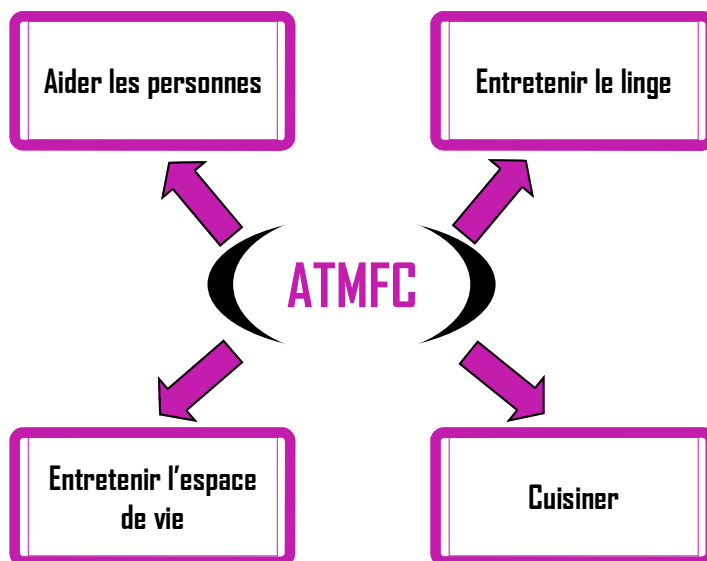 Aider les personnes
Entretenir le linge
ATMFC
Entretenir l’espace
de vie
Cuisiner